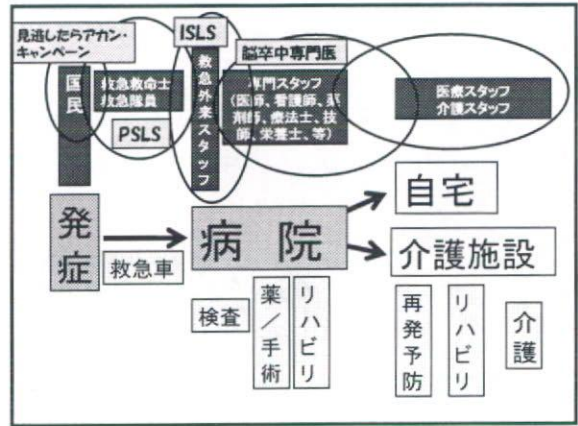 見逃したらアカン・
キャンペーン
ISLS
脳卒中専門医
国民
救急救命士
救急隊員
PSLS
救急外来スタッフ
専門スタッフ
(医師、看護師、薬
剤師、療法士、技
師、栄養士、等)
医療スタッフ
介護スタッフ
発症
救急車
病院
自宅
介護施設
検査
薬/手術
リハビリ
再発予防
リハビリ
介護